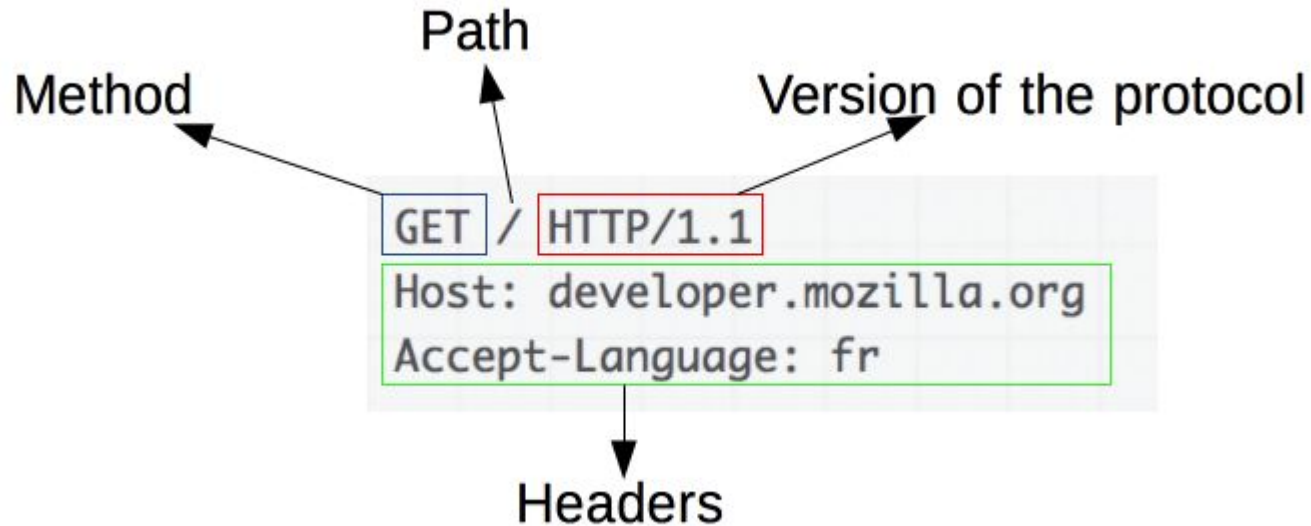 Path
Method
Version of the protocol
GET / HTTP/1.1
Host: developer.mozilla.org
Accept-Language: fr
Headers